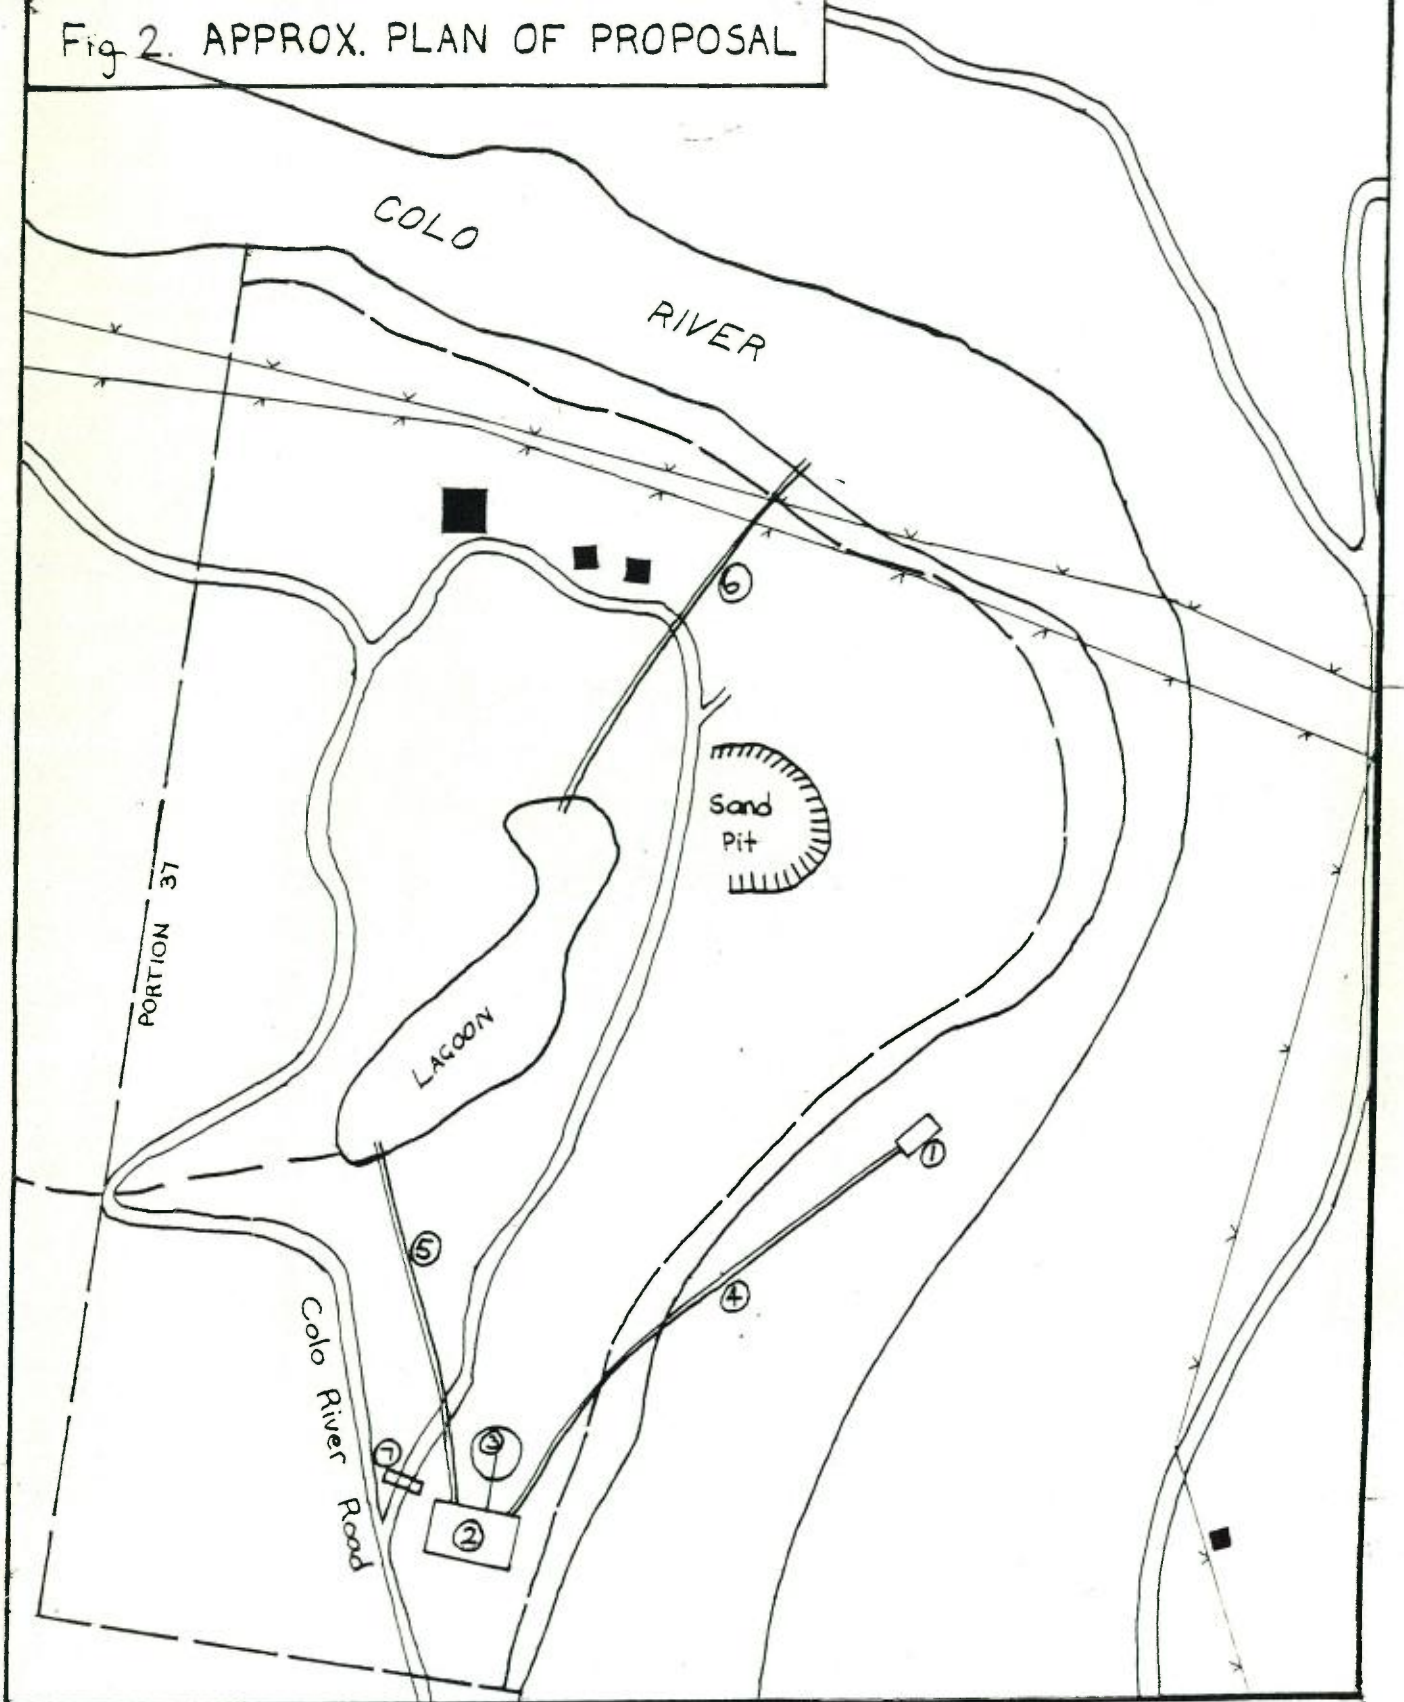 Fig 2. APPROX. PLAN OF PROPOSAL
COLO
RIVER
6
Sand
Pit
PORTION 37
LAGOON
1
5
4
Colo River Road
7
3
2